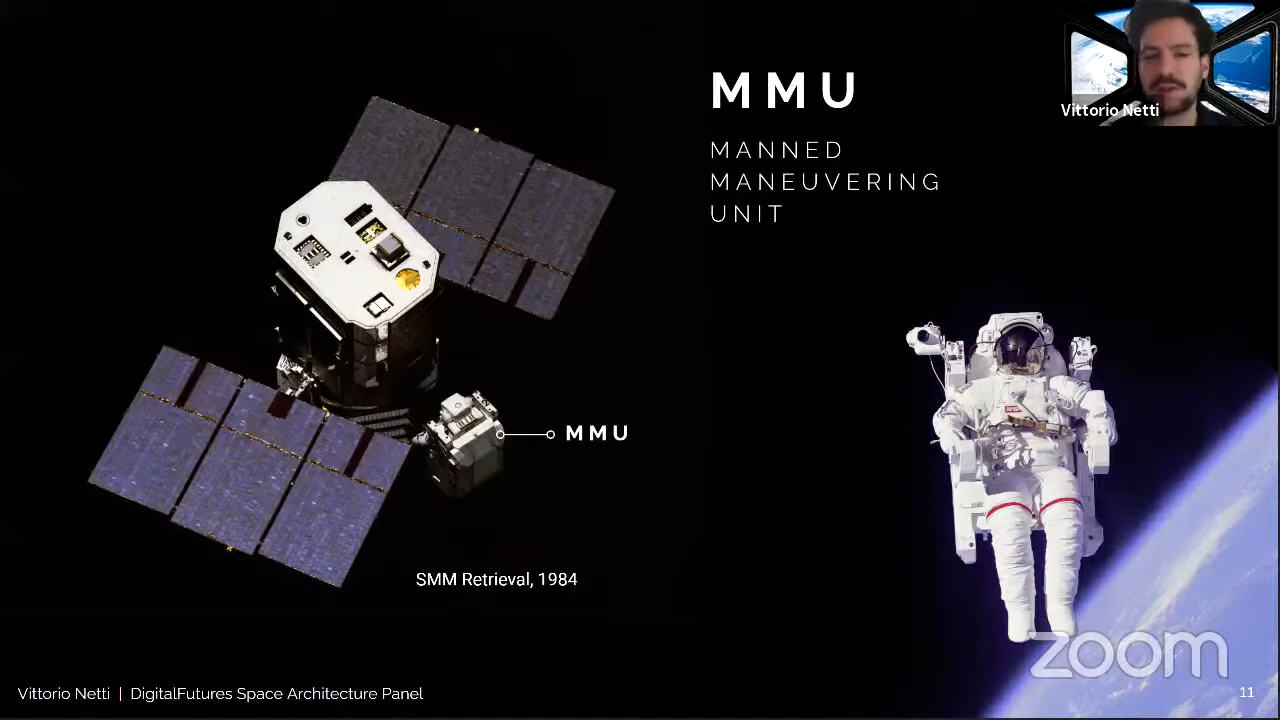 MMU
MANNED
MANEUVERING
UNIT
Vittorio Netti
MMU
SMM Retrieval, 1984
zoom
Vittorio Netti | DigitalFutures Space Architecture Panel
11